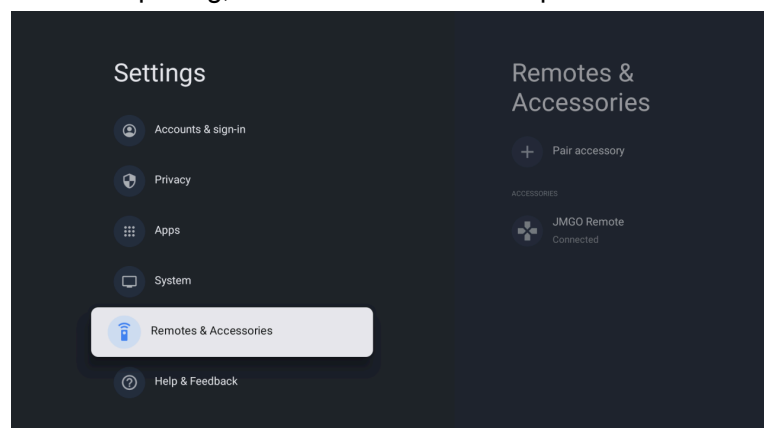 Settings
Accounts & sign-in
Privacy
Apps
System
Remotes & Accessories
Help & Feedback
Remotes &
Accessories
Pair accessory
ACCESSORIES
JMGO Remote
Connected